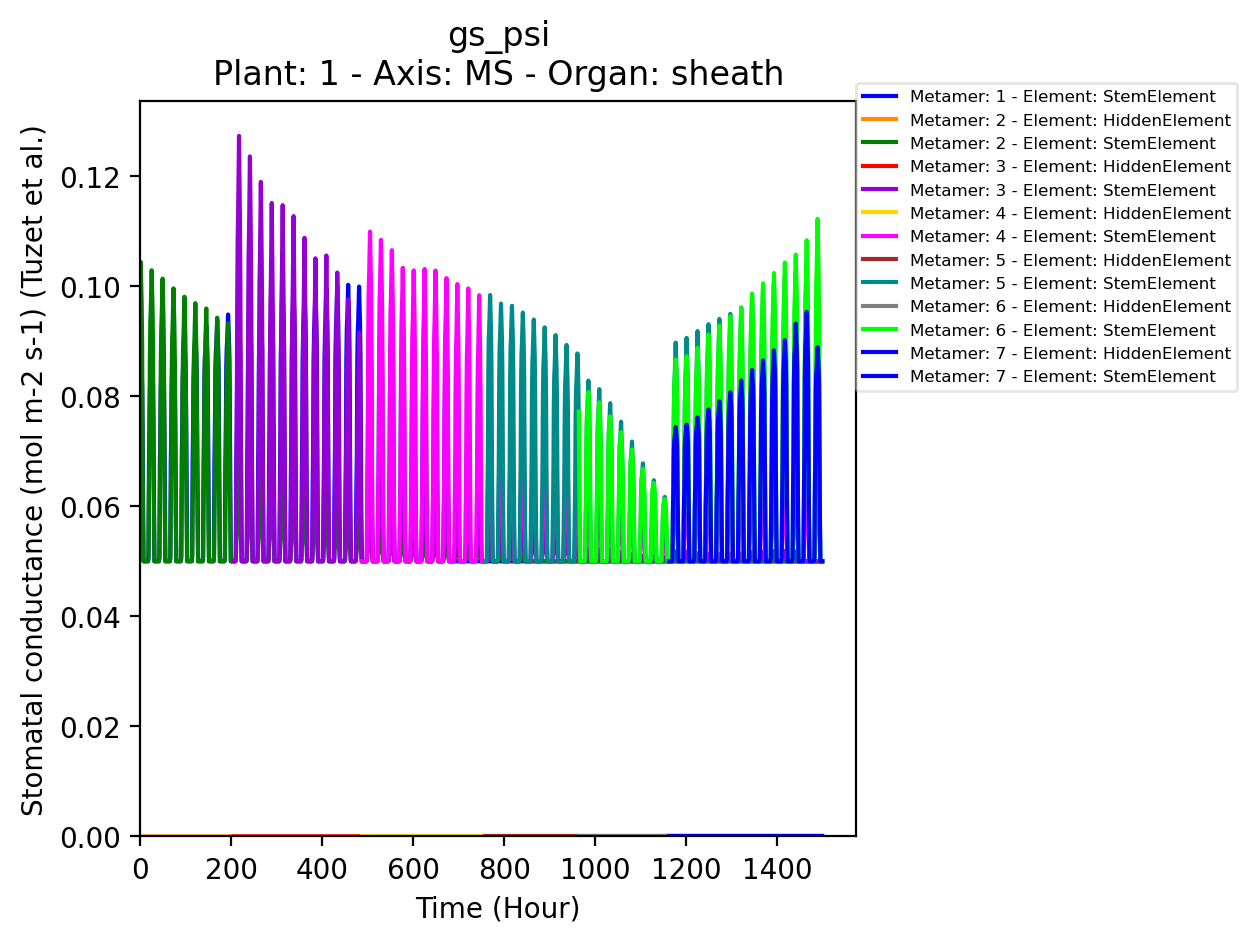 gs_psi
Plant: 1 - Axis: MS - Organ: sheath
Metamer: 1 - Element: StemElement
Metamer: 2 - Element: HiddenElement
Metamer: 2 - Element: StemElement
Metamer: 3 - Element: HiddenElement
Metamer: 3 - Element: StemElement
Metamer: 4 - Element: HiddenElement
Metamer: 4 - Element: StemElement
Metamer: 5 - Element: HiddenElement
Metamer: 5 - Element: StemElement
Metamer: 6 - Element: HiddenElement
Metamer: 6 - Element: StemElement
Metamer: 7 - Element: HiddenElement
Metamer: 7 - Element: StemElement
Stomatal conductance (mol m-2 s-1) (Tuzet et al.)
0.12
0.10
0.08
0.06
0.04
0.02
0.00
0 200 400 600 800 1000 1200 1400
Time (Hour)